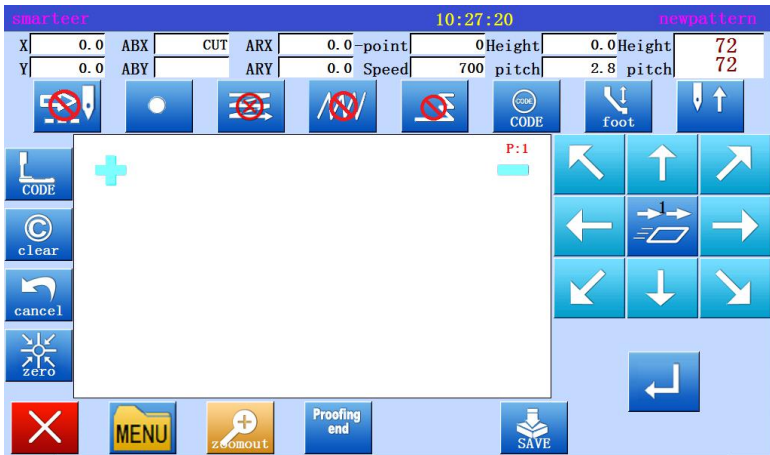 smarteer 10:27:20 newpattern
X 0.0 ABX CUT ARX 0.0 -point 0 Height 0.0 Height 72
Y 0.0 ABY ARY 0.0 Speed 700 pitch 2.8 pitch 72
CODE
CODE
foot
P:1
CODE
clear
1
cancel
zero
MENU
zoomout
Proofing
end
SAVE